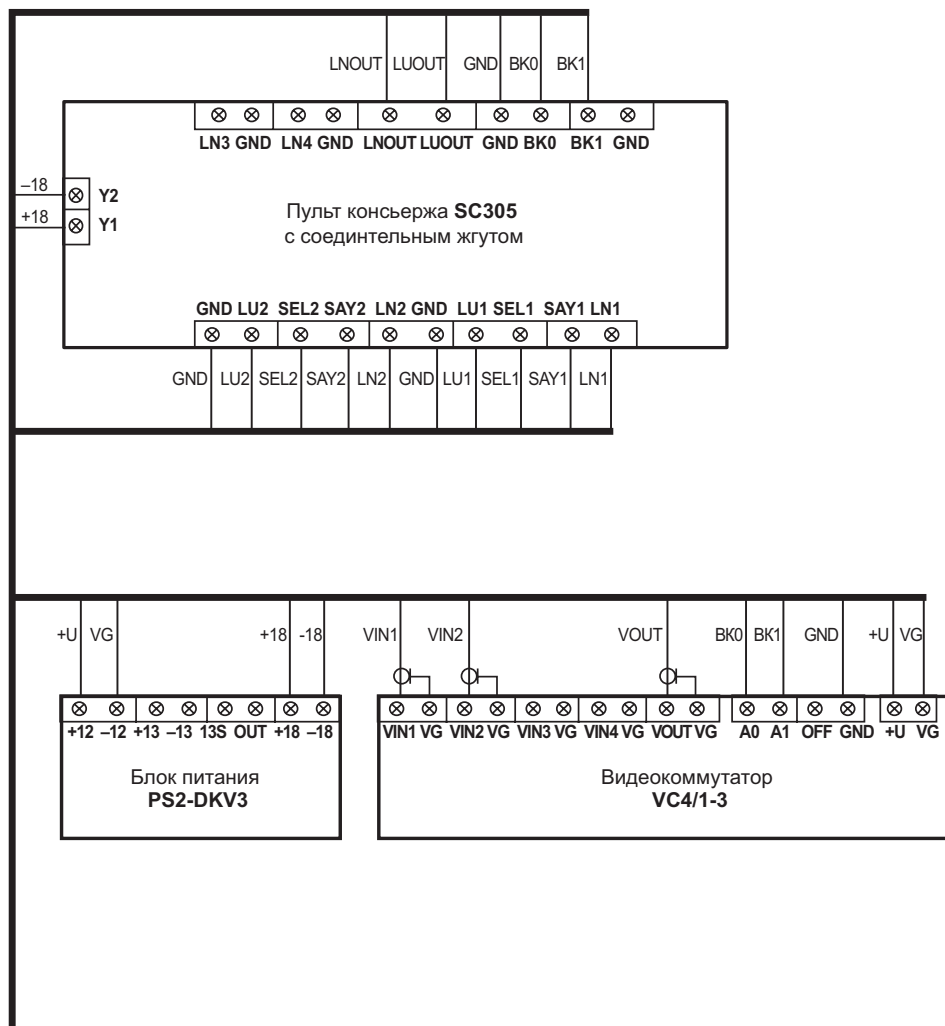 LNOUT LUOUT GND BK0 BK1
LN3 GND LN4 GND LNOUT LUOUT GND BK0 BK1 GND
–18 Y2
+18 Y1
Пульт консьержа SC305
с соединтельным жгутом
GND LU2 SEL2 SAY2 LN2 GND LU1 SEL1 SAY1 LN1
GND LU2 SEL2 SAY2 LN2 GND LU1 SEL1 SAY1 LN1
+U VG +18 -18 VIN1 VIN2 VOUT BK0 BK1 GND +U VG
+12 –12 +13 –13 13S OUT +18 –18 VIN1 VG VIN2 VG VIN3 VG VIN4 VG VOUT VG A0 A1 OFF GND +U VG
Блок питания
PS2-DKV3
Видеокоммутатор
VC4/1-3